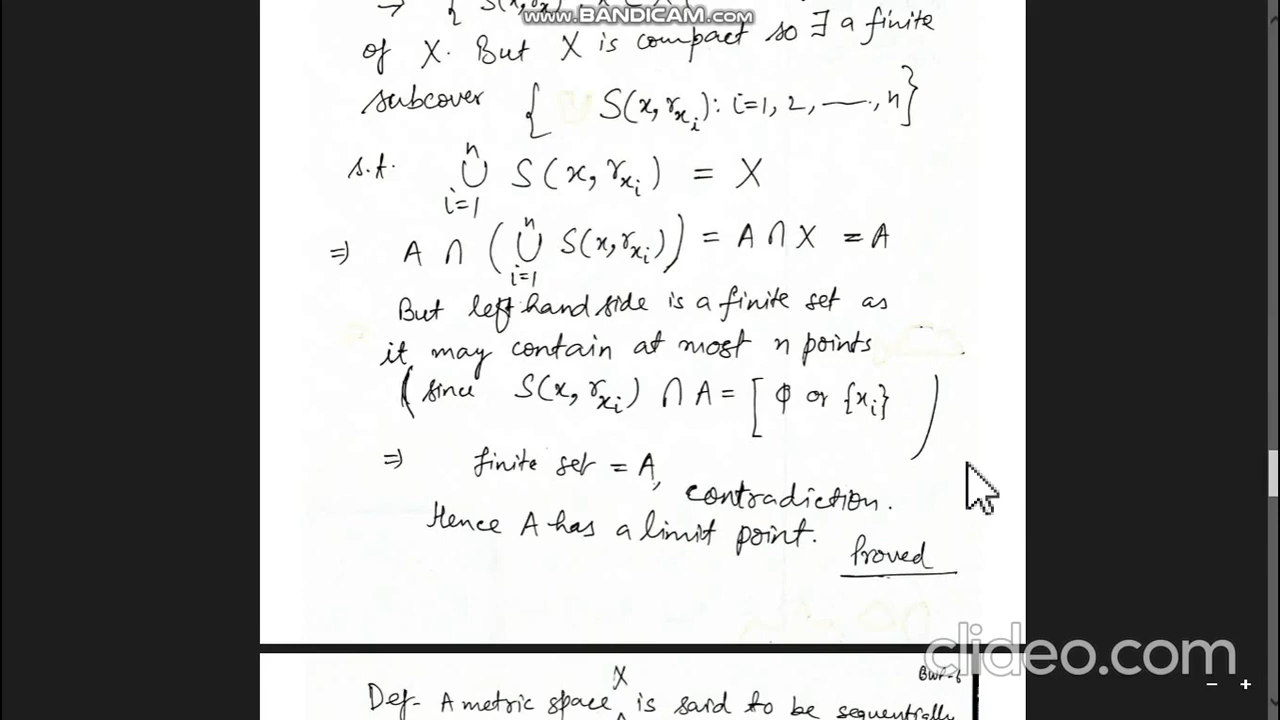 → { S(x, rx) : x ∈ X }
www.BANDICAM.com
of X. But X is compact so ∃ a finite
subcover { S(x, r_{x_i}) : i=1, 2, —, n }
s.t. ⋃_{i=1}^{n} S(x, r_{x_i}) = X
⇒ A ∩ ( ⋃_{i=1}^{n} S(x, r_{x_i}) ) = A ∩ X = A
But left hand side is a finite set as
it may contain at most n points
( since S(x, r_{x_i}) ∩ A = [ φ or {x_i} )
⇒ finite set = A, contradiction.
Hence A has a limit point.
Proved
clideo.com
BWP-6
Def- A metric space X is said to be sequentially